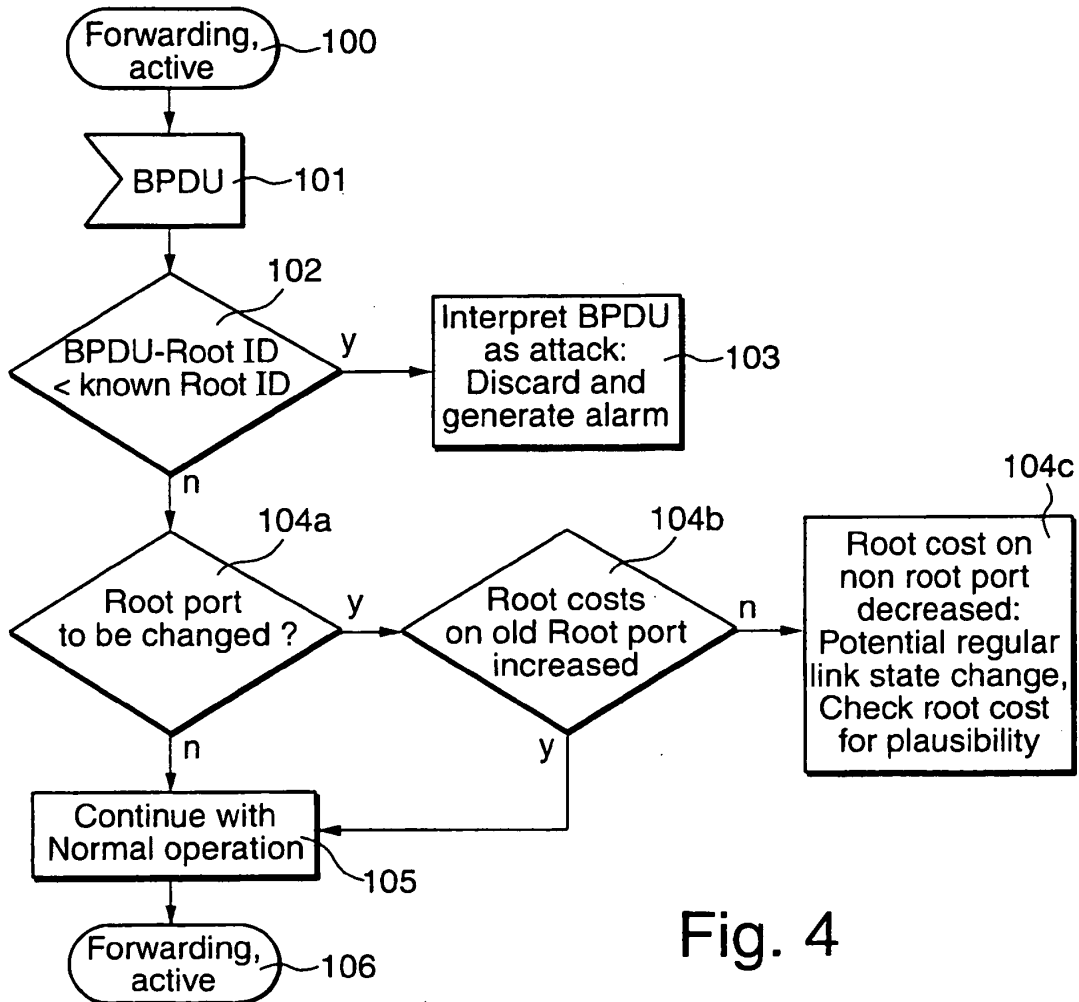 Forwarding,
active
100
BPDU
101
102
BPDU-Root ID
< known Root ID
y
n
Interpret BPDU
as attack:
Discard and
generate alarm
103
104a
Root port
to be changed ?
y
n
104b
Root costs
on old Root port
increased
n
y
104c
Root cost on
non root port
decreased:
Potential regular
link state change,
Check root cost
for plausibility
Continue with
Normal operation
105
Forwarding,
active
106
Fig. 4